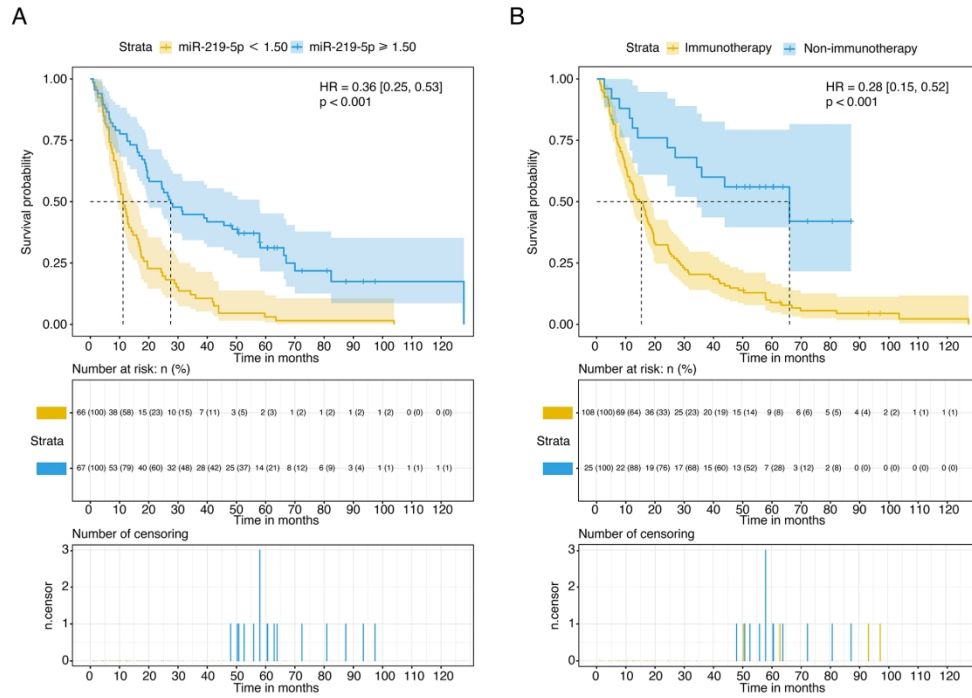 A
Strata miR-219-5p < 1.50 miR-219-5p ⩾ 1.50
HR = 0.36 [0.25, 0.53]
p < 0.001
Survival probability
1.00
0.75
0.50
0.25
0.00
0 10 20 30 40 50 60 70 80 90 100 110 120
Time in months
Number at risk: n (%)
Strata
66 (100) 38 (58) 15 (23) 10 (15) 7 (11) 3 (5) 2 (3) 1 (2) 1 (2) 1 (2) 1 (2) 0 (0) 0 (0)
67 (100) 53 (79) 40 (60) 32 (48) 28 (42) 25 (37) 14 (21) 8 (12) 6 (9) 3 (4) 1 (1) 1 (1) 1 (1)
0 10 20 30 40 50 60 70 80 90 100 110 120
Time in months
Number of censoring
n.censor
3
2
1
0
0 10 20 30 40 50 60 70 80 90 100 110 120
Time in months
B
Strata Immunotherapy Non-immunotherapy
HR = 0.28 [0.15, 0.52]
p < 0.001
Survival probability
1.00
0.75
0.50
0.25
0.00
0 10 20 30 40 50 60 70 80 90 100 110 120
Time in months
Number at risk: n (%)
Strata
108 (100) 69 (64) 36 (33) 25 (23) 20 (19) 15 (14) 9 (8) 6 (6) 5 (5) 4 (4) 2 (2) 1 (1) 1 (1)
25 (100) 22 (88) 19 (76) 17 (68) 15 (60) 13 (52) 7 (28) 3 (12) 2 (8) 0 (0) 0 (0) 0 (0) 0 (0)
0 10 20 30 40 50 60 70 80 90 100 110 120
Time in months
Number of censoring
n.censor
3
2
1
0
0 10 20 30 40 50 60 70 80 90 100 110 120
Time in months